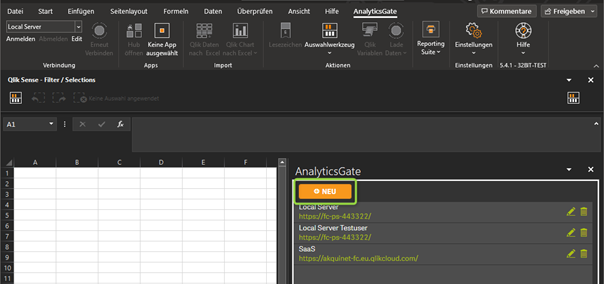 Datei Start Einfügen Seitenlayout Formeln Daten Überprüfen Ansicht Hilfe AnalyticsGate Kommentare Freigeben
Local Server
Anmelden Abmelden Edit
Erneut Verbinden
Verbindung
Hub öffnen
Keine App ausgewählt
Apps
Qlik Daten nach Excel
Qlik Chart nach Excel
Import
Lesezeichen
Auswahlwerkzeug
Qlik Variablen
Lade Daten
Aktionen
Reporting Suite
Einstellungen
Einstellungen
Hilfe
5.4.1 - 32BIT-TEST
Qlik Sense - Filter / Selections
Keine Auswahl angewendet
A1
fx
A B C D E F
1
2
3
4
5
6
7
8
9
10
11
AnalyticsGate
NEU
Local Server
https://fc-ps-443322/
Local Server Testuser
https://fc-ps-443322/
SaaS
https://akquinet-fc.eu.qlikcloud.com/